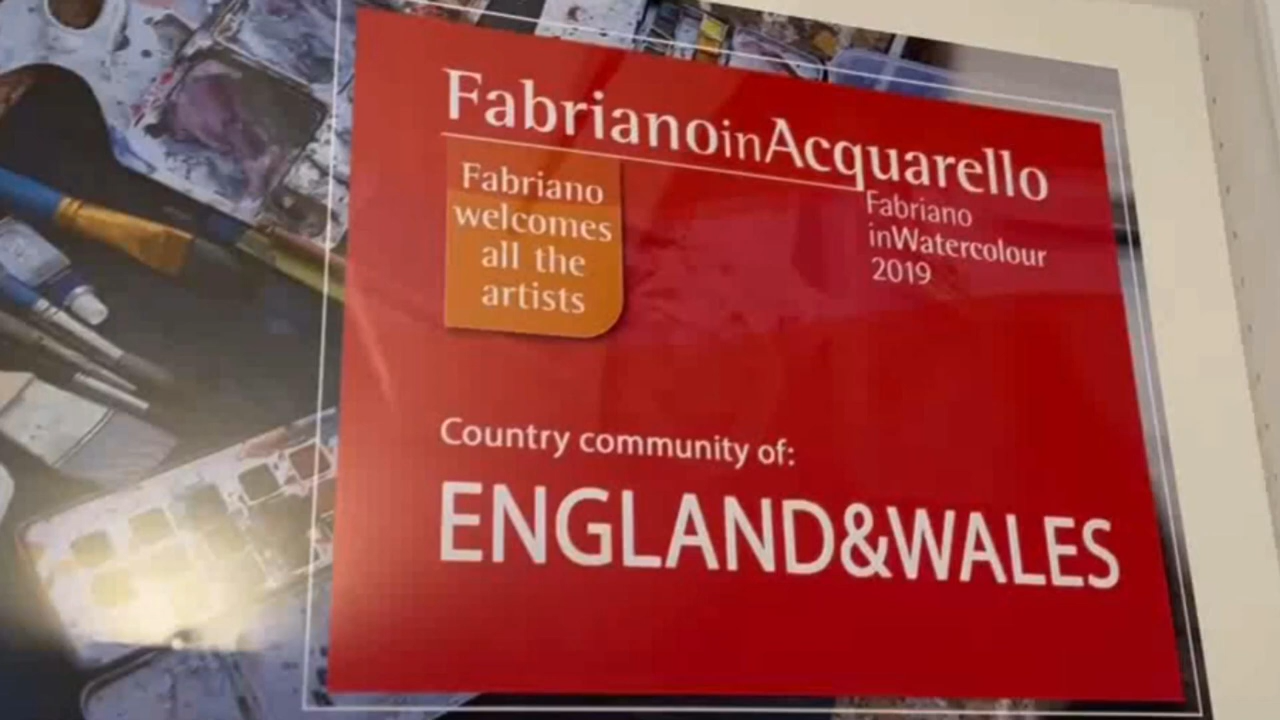 FabrianoinAcquarello
Fabriano
welcomes
all the
artists
Fabriano
inWatercolour
2019
Country community of:
ENGLAND&WALES